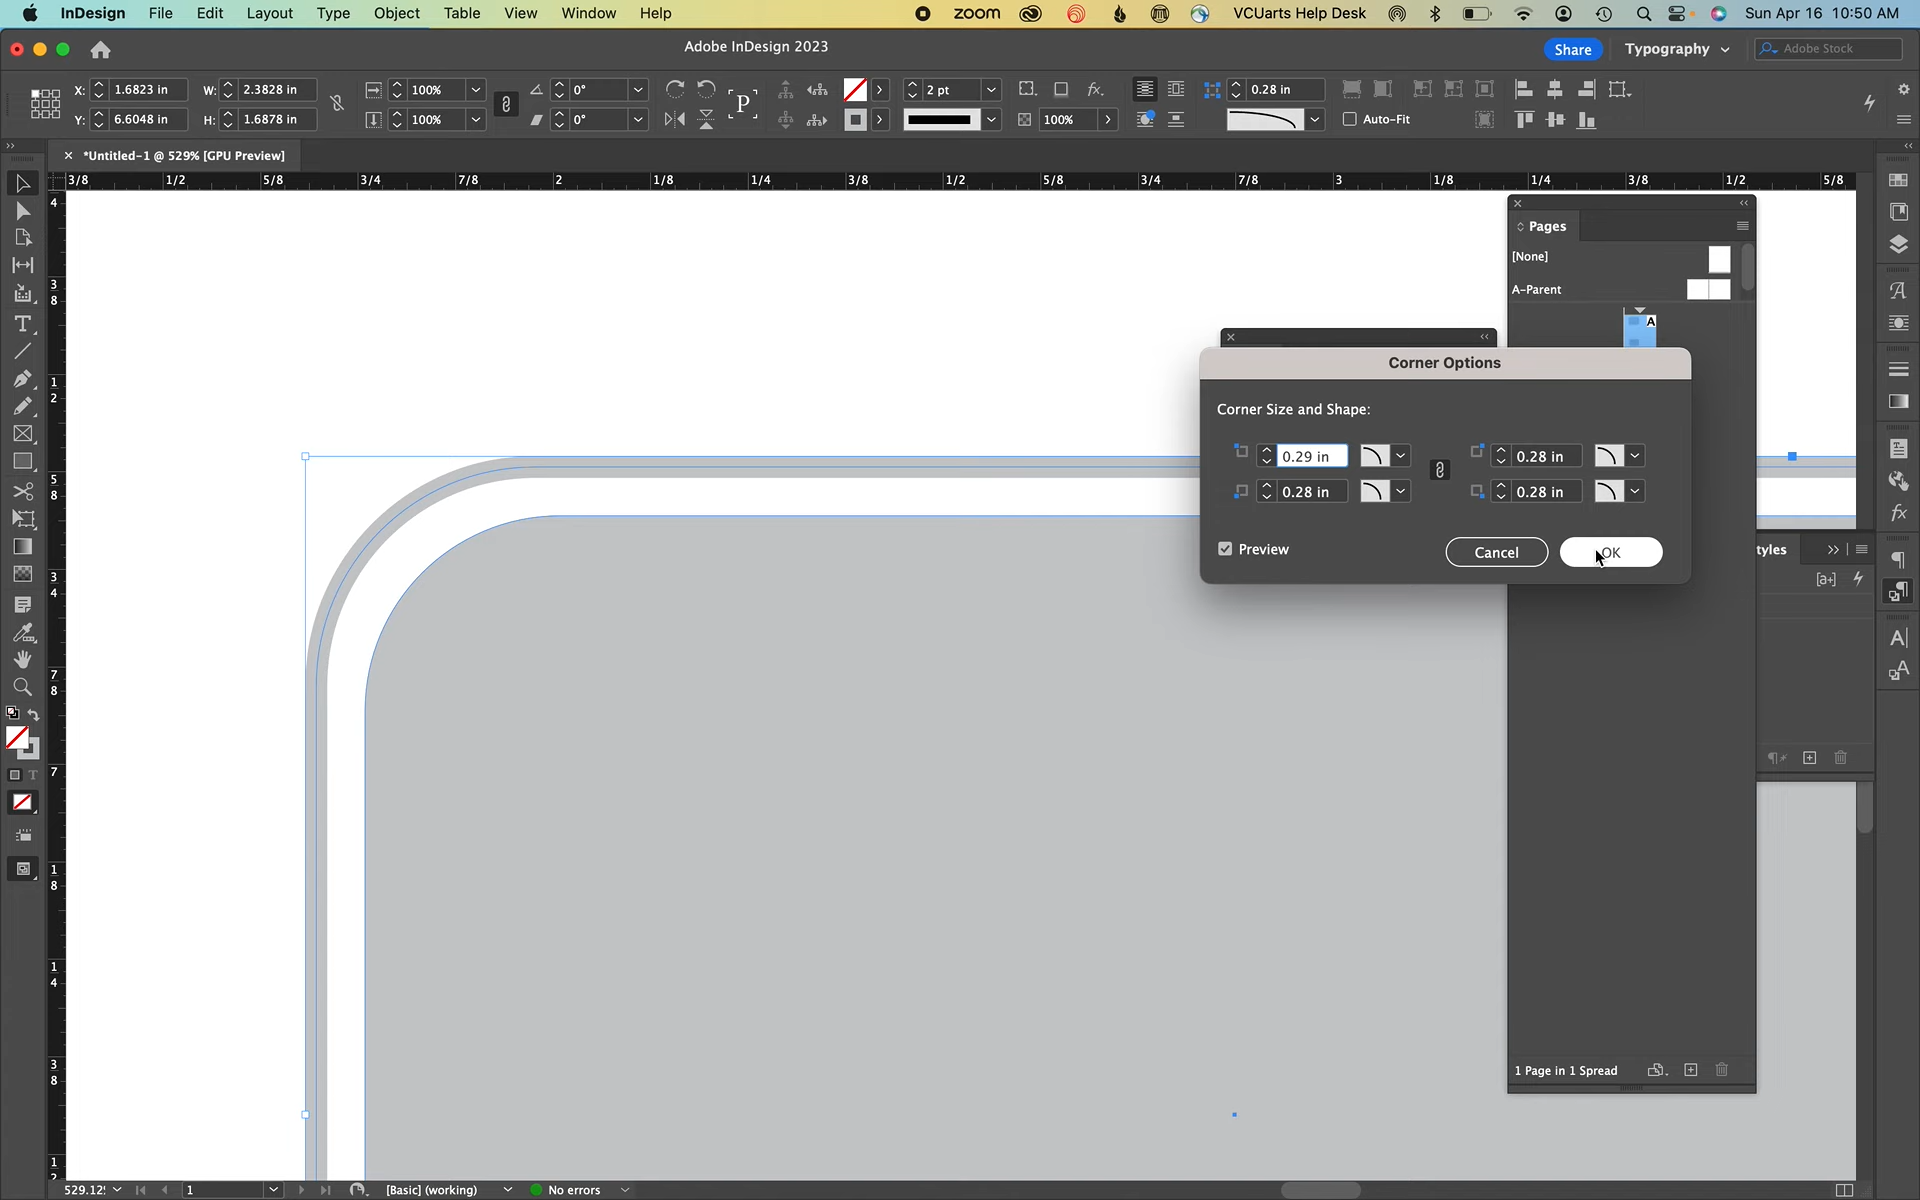 InDesign File Edit Layout Type Object Table View Window Help zoom VCUarts Help Desk Sun Apr 16 10:50 AM
Adobe InDesign 2023 Share Typography Adobe Stock
X: 1.6823 in W: 2.3828 in 100% 0° P 2 pt fx. 0.28 in
Y: 6.6048 in H: 1.6878 in 100% 0° 100% Auto-Fit
× *Untitled-1 @ 529% [GPU Preview]
3/8 1/2 5/8 3/4 7/8 2 1/8 1/4 3/8 1/2 5/8 3/4 7/8 3 1/8 1/4 3/8 1/2 5/8
Pages
[None]
A-Parent
A
Corner Options
Corner Size and Shape:
0.29 in 0.28 in
0.28 in 0.28 in
Preview Cancel OK
tyles
1 Page in 1 Spread
529.12 1 [Basic] (working) No errors